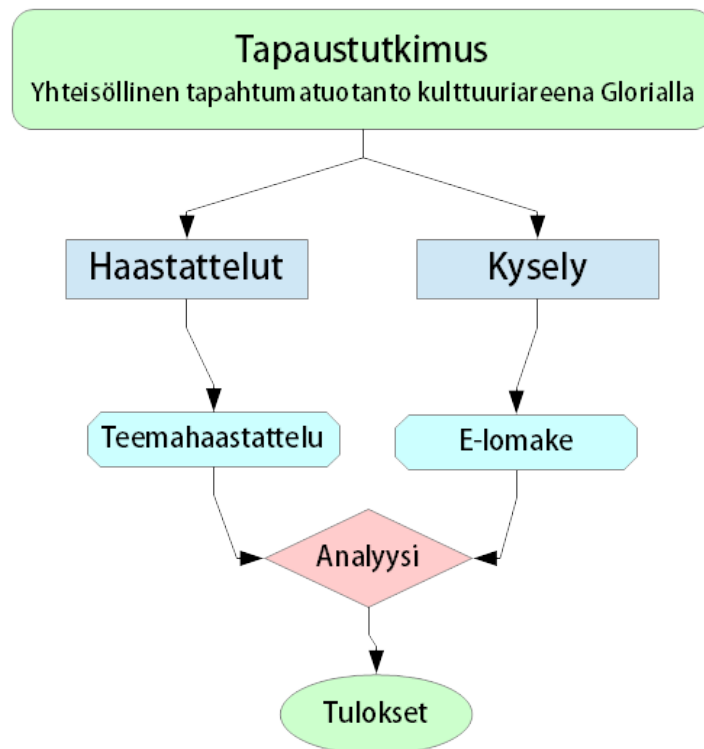 Tapaustutkimus
Yhteisöllinen tapahtumatuotanto kulttuuriareena Glorialla
Haastattelut
Kysely
Teemahaastattelu
E-lomake
Analyysi
Tulokset